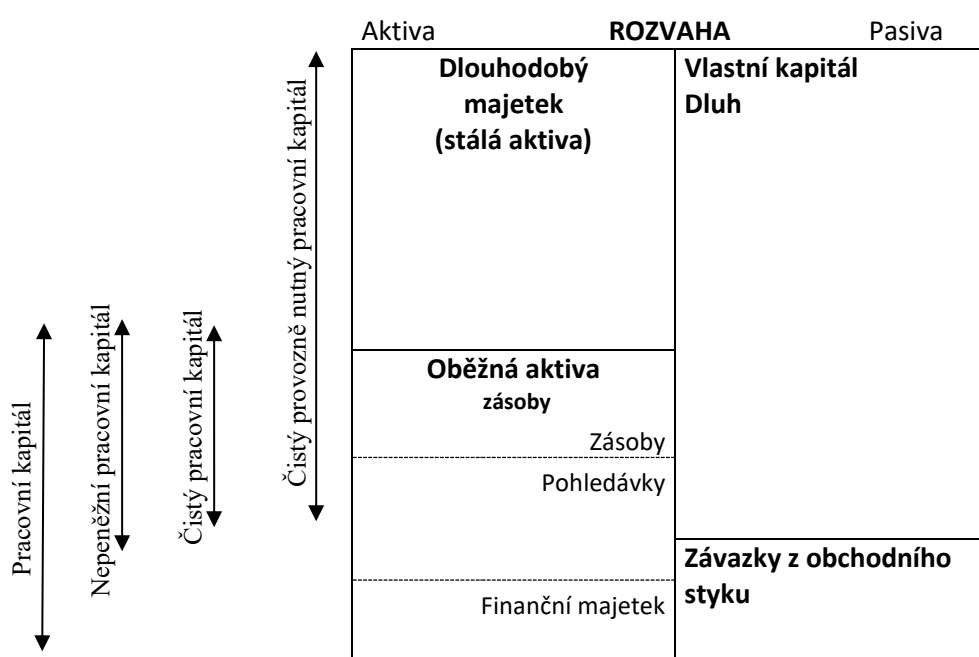 Aktiva ROZVAHA Pasiva
Dlouhodobý
majetek
(stálá aktiva)
Vlastní kapitál
Dluh
Oběžná aktiva
zásoby
Zásoby
Pohledávky
Finanční majetek
Závazky z obchodního
styku
Pracovní kapitál
Nepeněžní pracovní kapitál
Čistý pracovní kapitál
Čistý provozně nutný pracovní kapitál